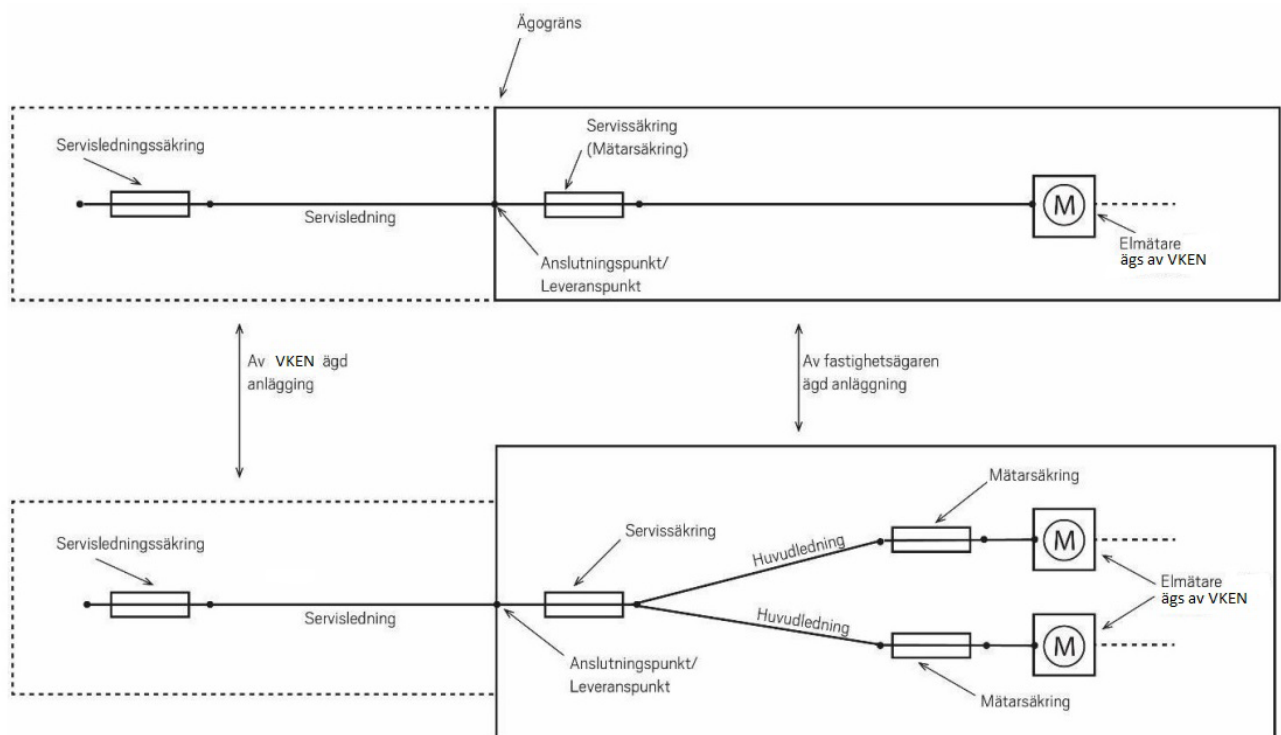 Ägogräns
Servissäkring
(Mätarsäkring)
Servisledningssäkring
Servisledning
M
Elmätare
ägs av VKEN
Anslutningspunkt/
Leveranspunkt
Av VKEN ägd
anlägging
Av fastighetsägaren
ägd anläggning
Mätarsäkring
Servissäkring
Servisledningssäkring
Huvudledning
M
Elmätare
ägs av VKEN
Servisledning
Huvudledning
M
Anslutningspunkt/
Leveranspunkt
Mätarsäkring